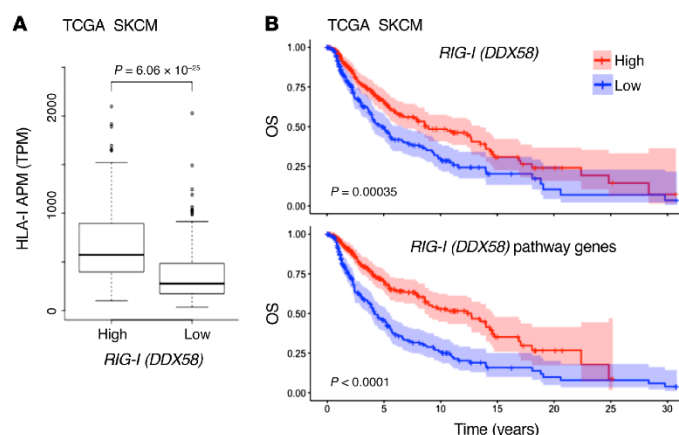 A
TCGA SKCM
P = 6.06 × 10⁻²⁵
HLA-I APM (TPM)
2000
1000
0
High
Low
RIG-I (DDX58)
B
TCGA SKCM
RIG-I (DDX58)
High
Low
OS
1.00
0.75
0.50
0.25
0.00
P = 0.00035
RIG-I (DDX58) pathway genes
OS
1.00
0.75
0.50
0.25
0.00
P < 0.0001
0
5
10
15
20
25
30
Time (years)